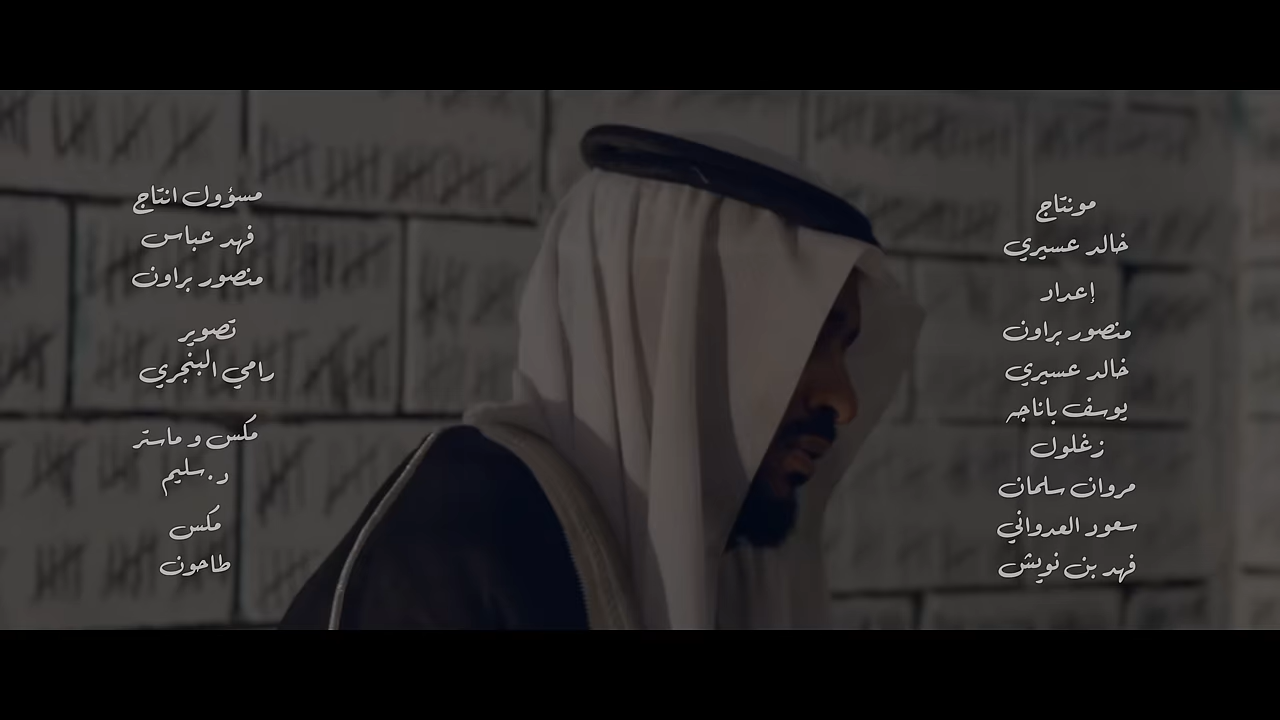 مونتاج
خالد عسيري
إعداد
منصور براون
خالد عسيري
يوسف باناجه
زغلول
مروان سلمان
سعود العدواني
فهد بن نويش
مسؤول انتاج
فهد عباس
منصور براون
تصوير
رامي البنجري
مكس و ماستر
د. سليم
مكس
طاحون